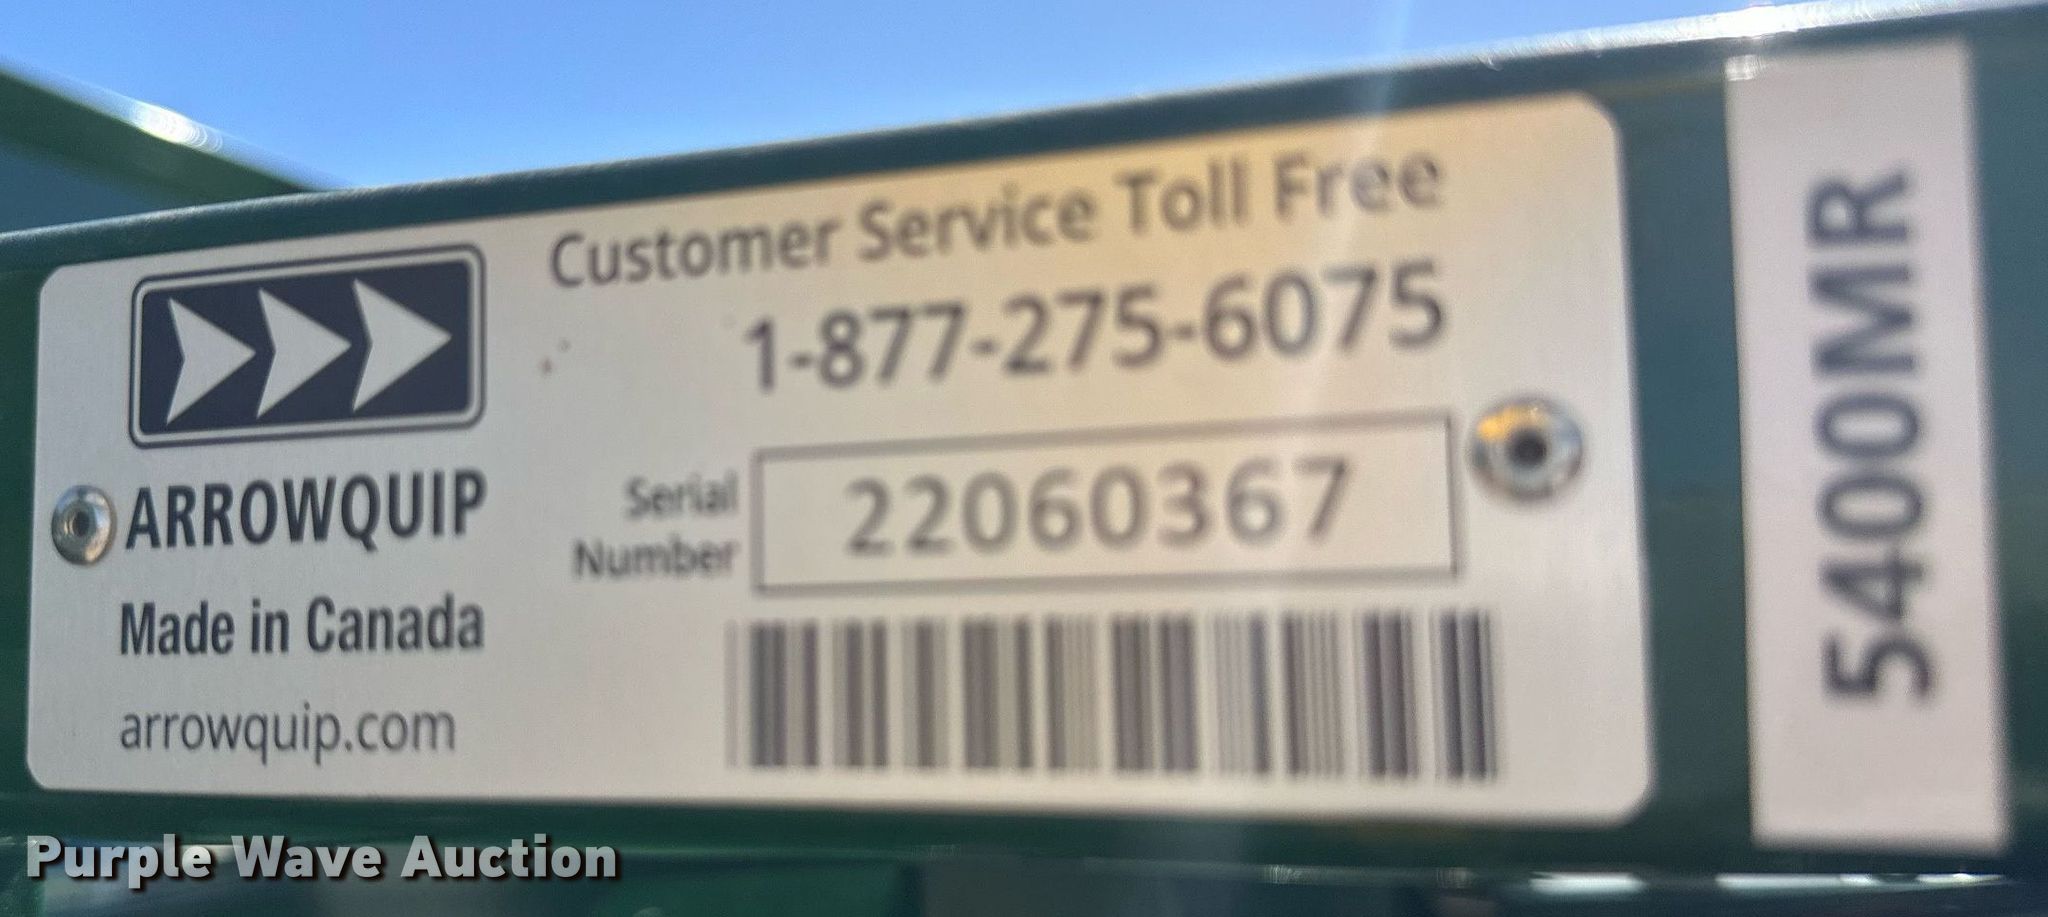 Customer Service Toll Free
1-877-275-6075
ARROWQUIP
Made in Canada
arrowquip.com
Serial
Number
22060367
5400MR
Purple Wave Auction